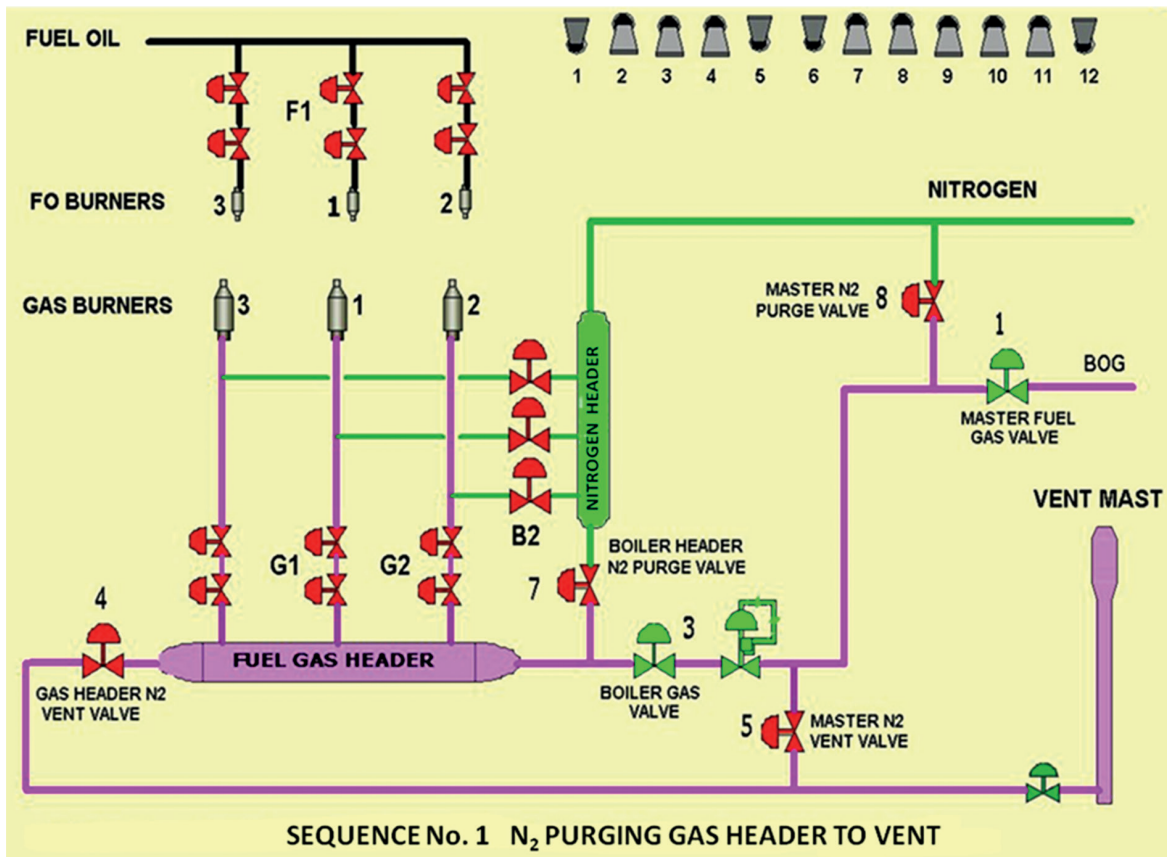 FUEL OIL
1 2 3 4 5 6 7 8 9 10 11 12
F1
FO BURNERS
3 1 2
NITROGEN
GAS BURNERS
3 1 2
MASTER N2
PURGE VALVE
8
1
BOG
MASTER FUEL
GAS VALVE
NITROGEN HEADER
VENT MAST
B2
G1
G2
BOILER HEADER
N2 PURGE VALVE
7
4
3
FUEL GAS HEADER
GAS HEADER N2
VENT VALVE
BOILER GAS
VALVE
5
MASTER N2
VENT VALVE
SEQUENCE No. 1 N₂ PURGING GAS HEADER TO VENT